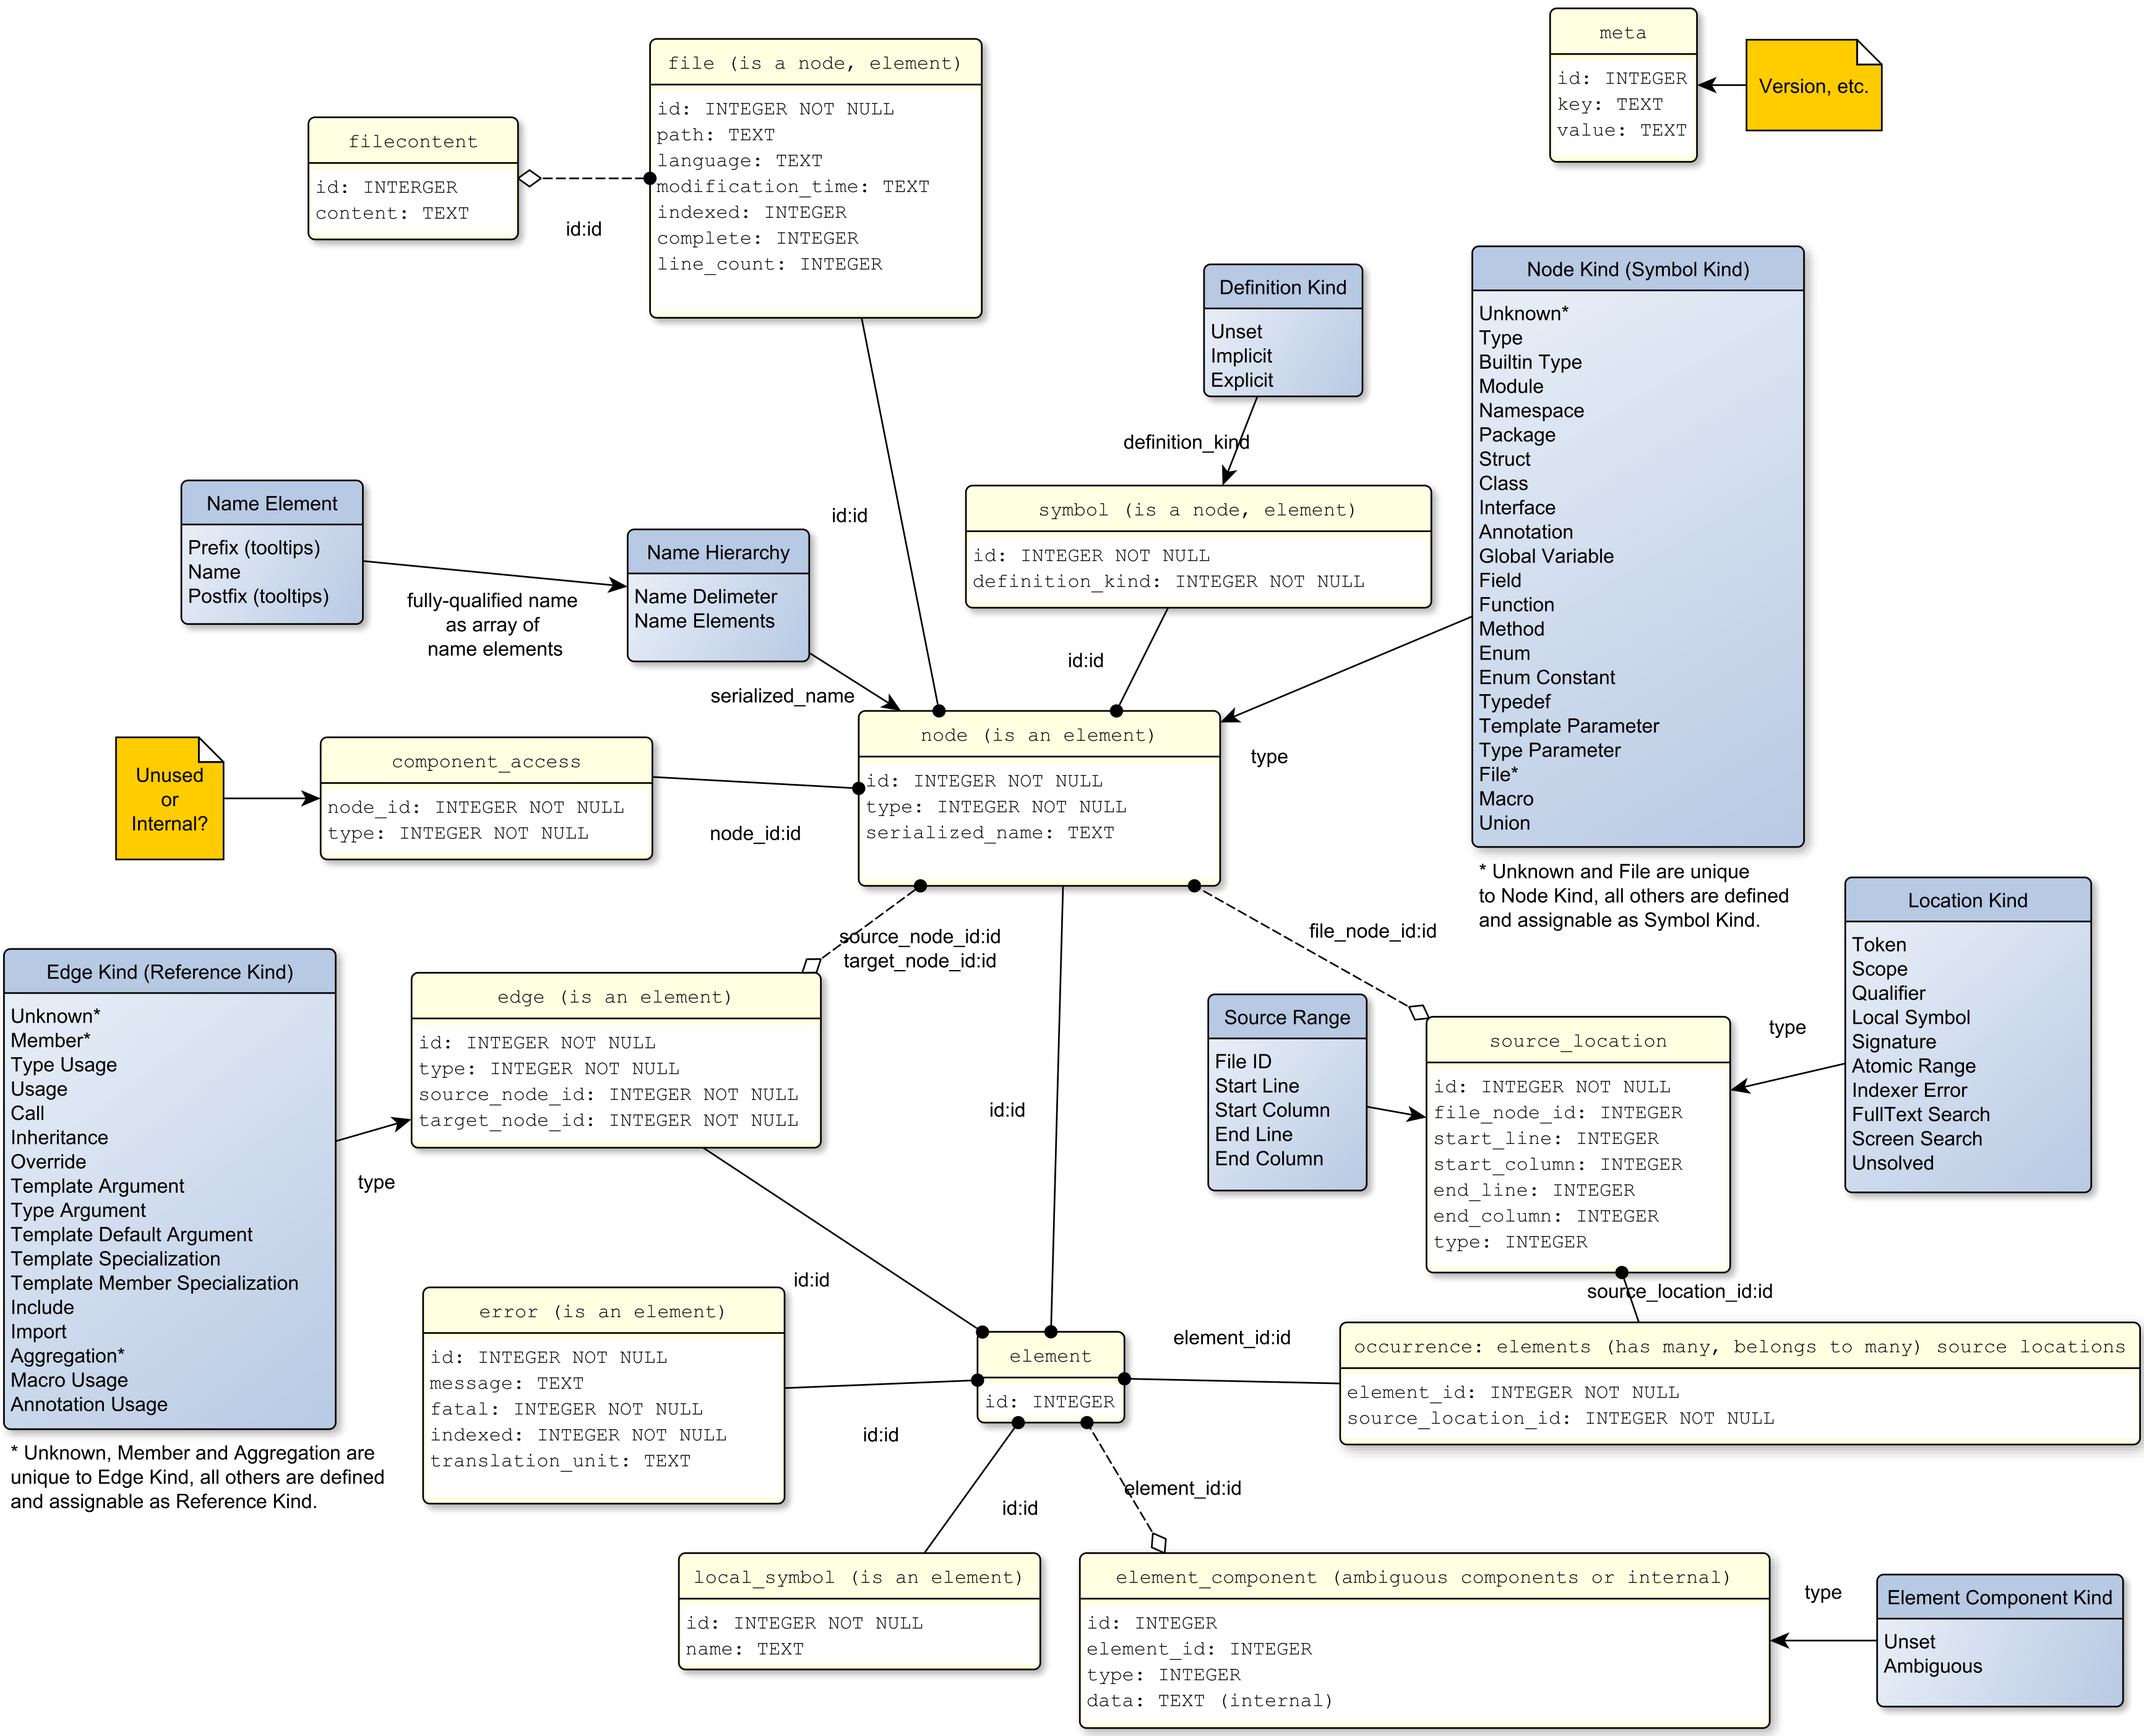 meta
id: INTEGER
key: TEXT
value: TEXT
Version, etc.
file (is a node, element)
id: INTEGER NOT NULL
path: TEXT
language: TEXT
modification_time: TEXT
indexed: INTEGER
complete: INTEGER
line_count: INTEGER
filecontent
id: INTERGER
content: TEXT
id:id
Definition Kind
Unset
Implicit
Explicit
definition_kind
Node Kind (Symbol Kind)
Unknown*
Type
Builtin Type
Module
Namespace
Package
Struct
Class
Interface
Annotation
Global Variable
Field
Function
Method
Enum
Enum Constant
Typedef
Template Parameter
Type Parameter
File*
Macro
Union
* Unknown and File are unique
to Node Kind, all others are defined
and assignable as Symbol Kind.
type
id:id
symbol (is a node, element)
id: INTEGER NOT NULL
definition_kind: INTEGER NOT NULL
id:id
Name Element
Prefix (tooltips)
Name
Postfix (tooltips)
fully-qualified name
as array of
name elements
Name Hierarchy
Name Delimeter
Name Elements
serialized_name
Unused
or
Internal?
component_access
node_id: INTEGER NOT NULL
type: INTEGER NOT NULL
node_id:id
node (is an element)
id: INTEGER NOT NULL
type: INTEGER NOT NULL
serialized_name: TEXT
source_node_id:id
target_node_id:id
file_node_id:id
Location Kind
Token
Scope
Qualifier
Local Symbol
Signature
Atomic Range
Indexer Error
FullText Search
Screen Search
Unsolved
type
Edge Kind (Reference Kind)
Unknown*
Member*
Type Usage
Usage
Call
Inheritance
Override
Template Argument
Type Argument
Template Default Argument
Template Specialization
Template Member Specialization
Include
Import
Aggregation*
Macro Usage
Annotation Usage
* Unknown, Member and Aggregation are
unique to Edge Kind, all others are defined
and assignable as Reference Kind.
type
edge (is an element)
id: INTEGER NOT NULL
type: INTEGER NOT NULL
source_node_id: INTEGER NOT NULL
target_node_id: INTEGER NOT NULL
id:id
id:id
Source Range
File ID
Start Line
Start Column
End Line
End Column
source_location
id: INTEGER NOT NULL
file_node_id: INTEGER
start_line: INTEGER
start_column: INTEGER
end_line: INTEGER
end_column: INTEGER
type: INTEGER
source_location_id:id
error (is an element)
id: INTEGER NOT NULL
message: TEXT
fatal: INTEGER NOT NULL
indexed: INTEGER NOT NULL
translation_unit: TEXT
id:id
element
id: INTEGER
element_id:id
occurrence: elements (has many, belongs to many) source locations
element_id: INTEGER NOT NULL
source_location_id: INTEGER NOT NULL
id:id
element_id:id
local_symbol (is an element)
id: INTEGER NOT NULL
name: TEXT
element_component (ambiguous components or internal)
id: INTEGER
element_id: INTEGER
type: INTEGER
data: TEXT (internal)
type
Element Component Kind
Unset
Ambiguous